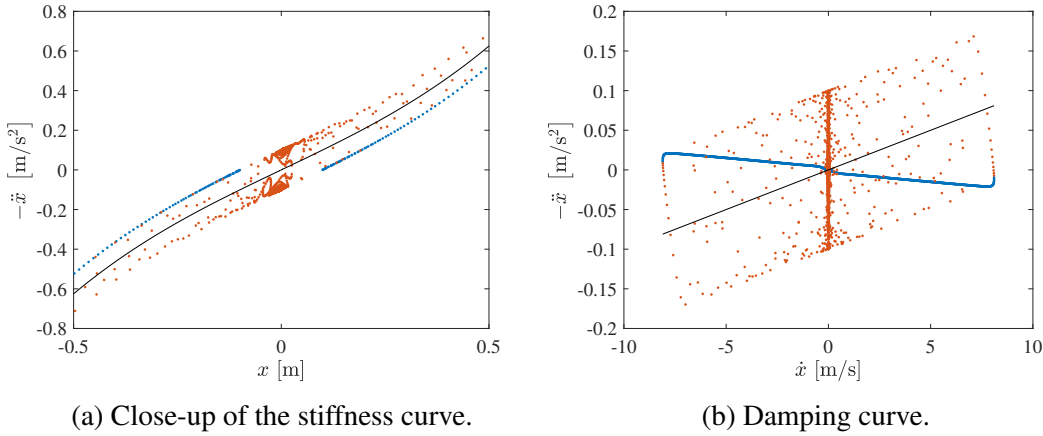 0.8
0.6
0.4
0.2
0
-0.2
-0.4
-0.6
-0.8
-0.5 0 0.5
x [m]
−ẍ [m/s²]
(a) Close-up of the stiffness curve.
0.2
0.15
0.1
0.05
0
-0.05
-0.1
-0.15
-0.2
-10 -5 0 5 10
ẋ [m/s]
−ẍ [m/s²]
(b) Damping curve.